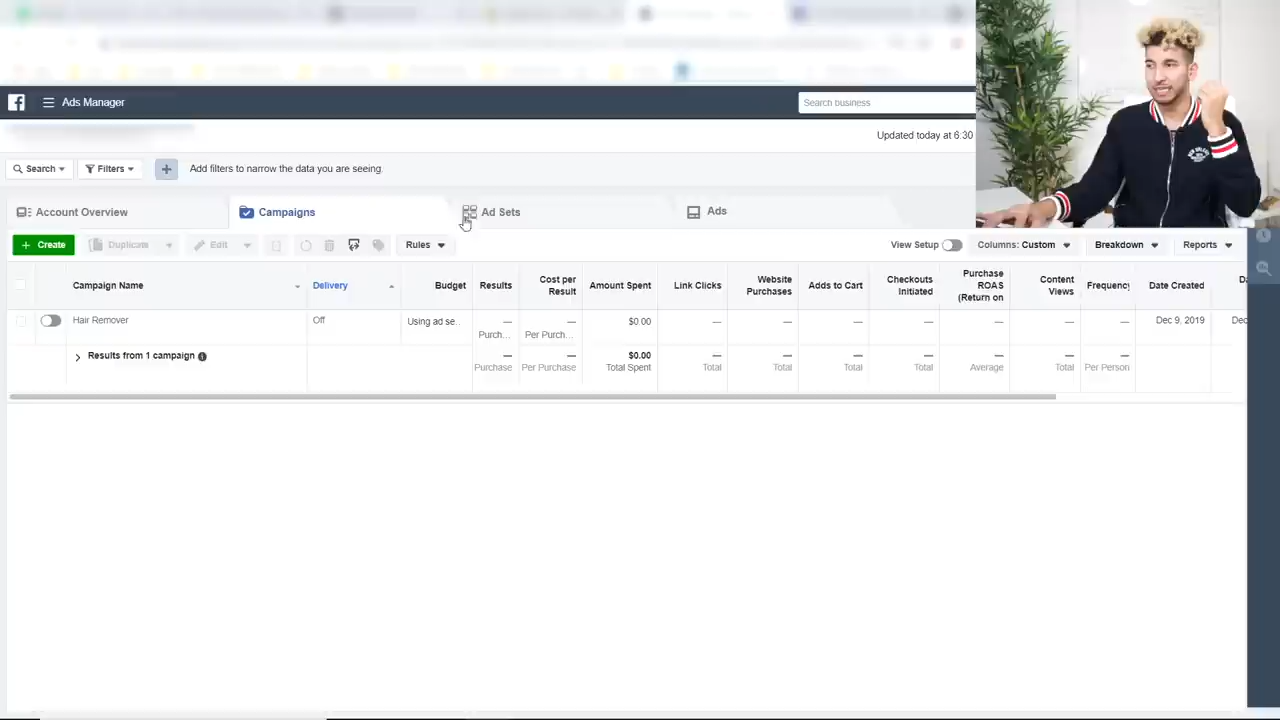 Ads Manager
Search business
Updated today at 6:30
Search
Filters
Add filters to narrow the data you are seeing.
Account Overview
Campaigns
Ad Sets
Ads
+ Create
Duplicate
Edit
Rules
View Setup
Columns: Custom
Breakdown
Reports
Campaign Name
Delivery
Budget
Results
Cost per
Result
Amount Spent
Link Clicks
Website
Purchases
Adds to Cart
Checkouts
Initiated
Purchase
ROAS
(Return on
Content
Views
Frequency
Date Created
Hair Remover
Off
Using ad se...
—
Purch...
—
Per Purch...
$0.00
—
—
—
—
—
—
—
Dec 9, 2019
Dec
Results from 1 campaign
—
Purchase
—
Per Purchase
$0.00
Total Spent
—
Total
—
Total
—
Total
—
Total
—
Average
—
Total
—
Per Person